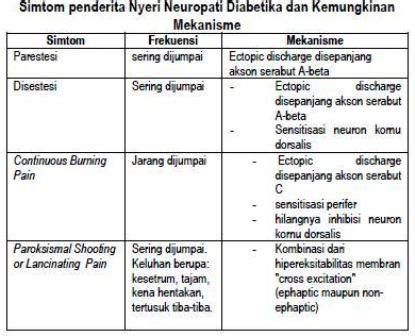 Simtom penderita Nyeri Neuropati Diabetika dan Kemungkinan
Mekanisme
Simtom Frekuensi Mekanisme
Parestesi sering dijumpai Ectopic discharge disepanjang
akson serabut A-beta
Disestesi Sering dijumpai - Ectopic discharge
disepanjang akson serabut
A-beta
- Sensitisasi neuron kornu
dorsalis
Continuous Burning Jarang dijumpai - Ectopic discharge
Pain disepanjang akson serabut
C
- sensitisasi perifer
- hilangnya inhibisi neuron
kornu dorsalis
Paroksismal Shooting Sering dijumpai. - Kombinasi dari
or Lancinating Pain Keluhan berupa: hipereksitabilitas membran
kesetrum, tajam, "cross excitation"
kena hentakan, (ephaptic maupun non-
tertusuk tiba-tiba. ephaptic)